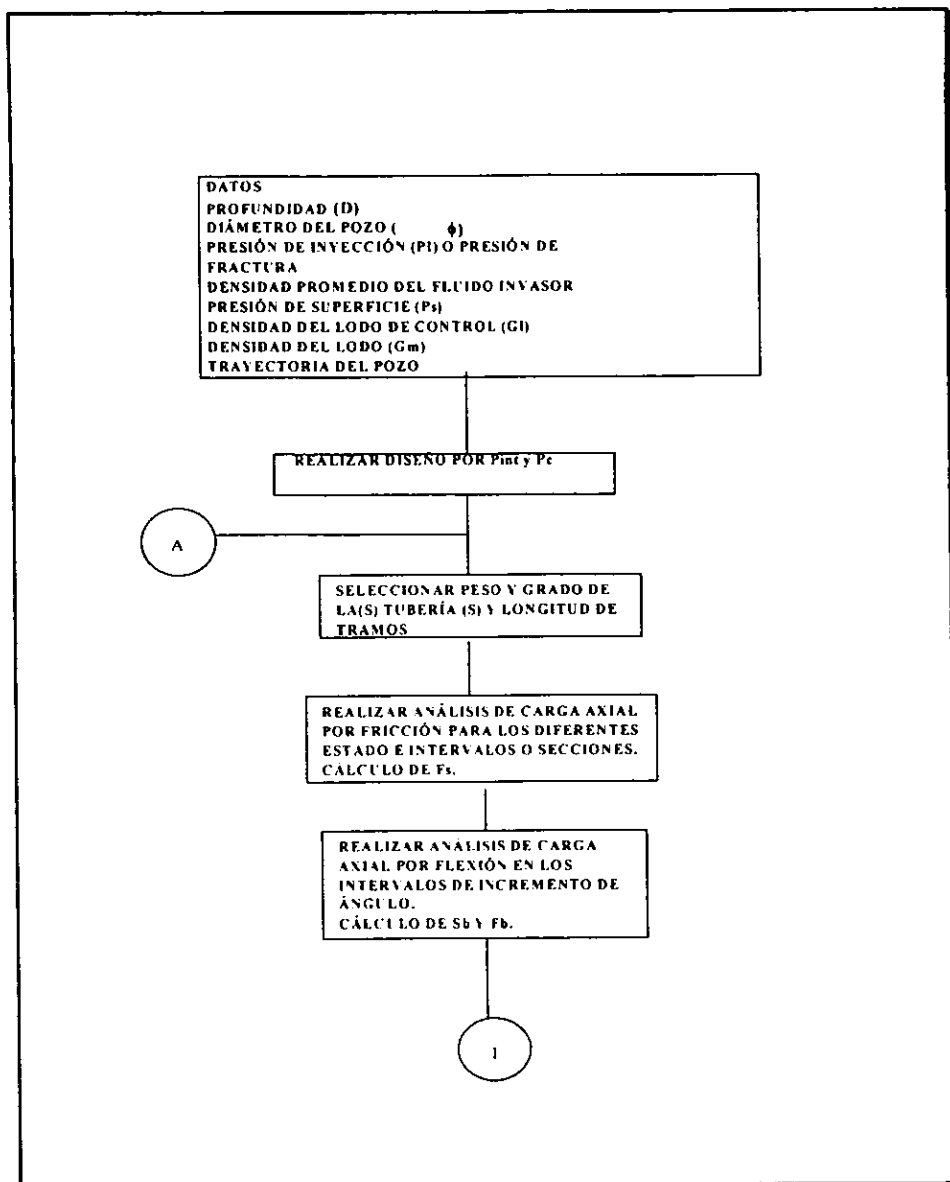 DATOS
PROFUNDIDAD (D)
DIÁMETRO DEL POZO ( ϕ)
PRESIÓN DE INYECCIÓN (PI) O PRESIÓN DE
FRACTURA
DENSIDAD PROMEDIO DEL FLUIDO INVASOR
PRESIÓN DE SUPERFICIE (Ps)
DENSIDAD DEL LODO DE CONTROL (Gl)
DENSIDAD DEL LODO (Gm)
TRAYECTORIA DEL POZO
REALIZAR DISEÑO POR Pint y Pc
A
SELECCIONAR PESO Y GRADO DE
LA(S) TUBERÍA (S) Y LONGITUD DE
TRAMOS
REALIZAR ANÁLISIS DE CARGA AXIAL
POR FRICCIÓN PARA LOS DIFERENTES
ESTADO E INTERVALOS O SECCIONES.
CÁLCULO DE Fs.
REALIZAR ANÁLISIS DE CARGA
AXIAL POR FLEXIÓN EN LOS
INTERVALOS DE INCREMENTO DE
ÁNGULO.
CÁLCULO DE Sb Y Fb.
1